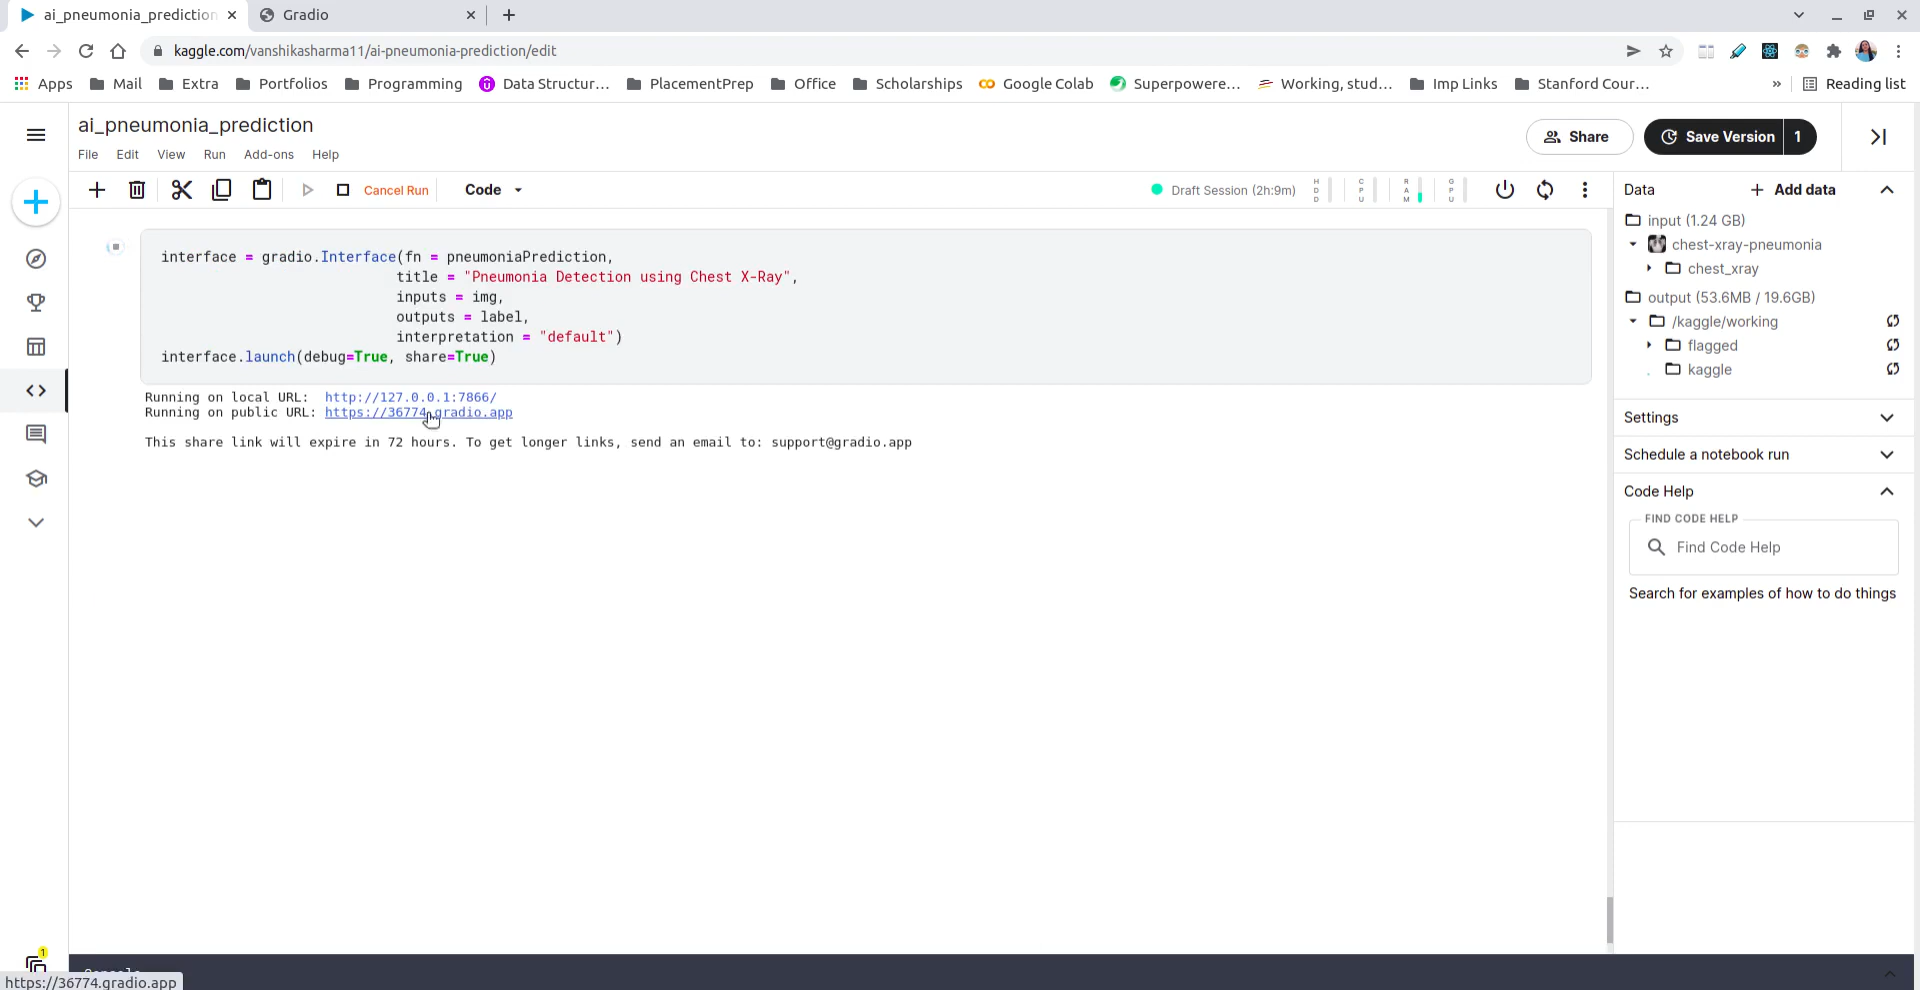 ai_pneumonia_prediction
Gradio
kaggle.com/vanshikasharma11/ai-pneumonia-prediction/edit
Apps Mail Extra Portfolios Programming Data Structur... PlacementPrep Office Scholarships Google Colab Superpowere... Working, stud... Imp Links Stanford Cour... » Reading list
ai_pneumonia_prediction
File Edit View Run Add-ons Help
Share
Save Version 1
Cancel Run
Code
Draft Session (2h:9m)
HDD
CPU
RAM
GPU
interface = gradio.Interface(fn = pneumoniaPrediction,
title = "Pneumonia Detection using Chest X-Ray",
inputs = img,
outputs = label,
interpretation = "default")
interface.launch(debug=True, share=True)
Running on local URL: http://127.0.0.1:7866/
Running on public URL: https://36774.gradio.app
This share link will expire in 72 hours. To get longer links, send an email to: support@gradio.app
Data
Add data
input (1.24 GB)
chest-xray-pneumonia
chest_xray
output (53.6MB / 19.6GB)
/kaggle/working
flagged
kaggle
Settings
Schedule a notebook run
Code Help
FIND CODE HELP
Find Code Help
Search for examples of how to do things
1
Console
https://36774.gradio.app